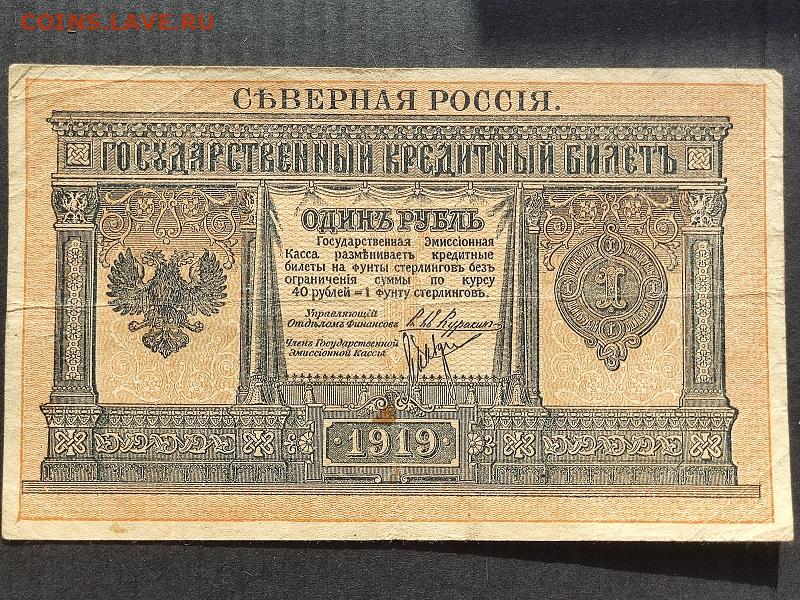 COINS.LAVE.RU
СѢВЕРНАЯ РОССІЯ.
ГОСУДАРСТВЕННЫЙ КРЕДИТНЫЙ БИЛЕТЪ
ОДИНЪ РУБЛЬ
Государственная Эмиссіонная
Касса размѣниваетъ кредитные
билеты на фунты стерлинговъ безъ
ограниченія суммы по курсу
40 рублей = 1 фунту стерлинговъ.
Управляющій
Отдѣломъ Финансовъ
Членъ Государственной
Эмиссіонной Кассы
1
· 1919 ·